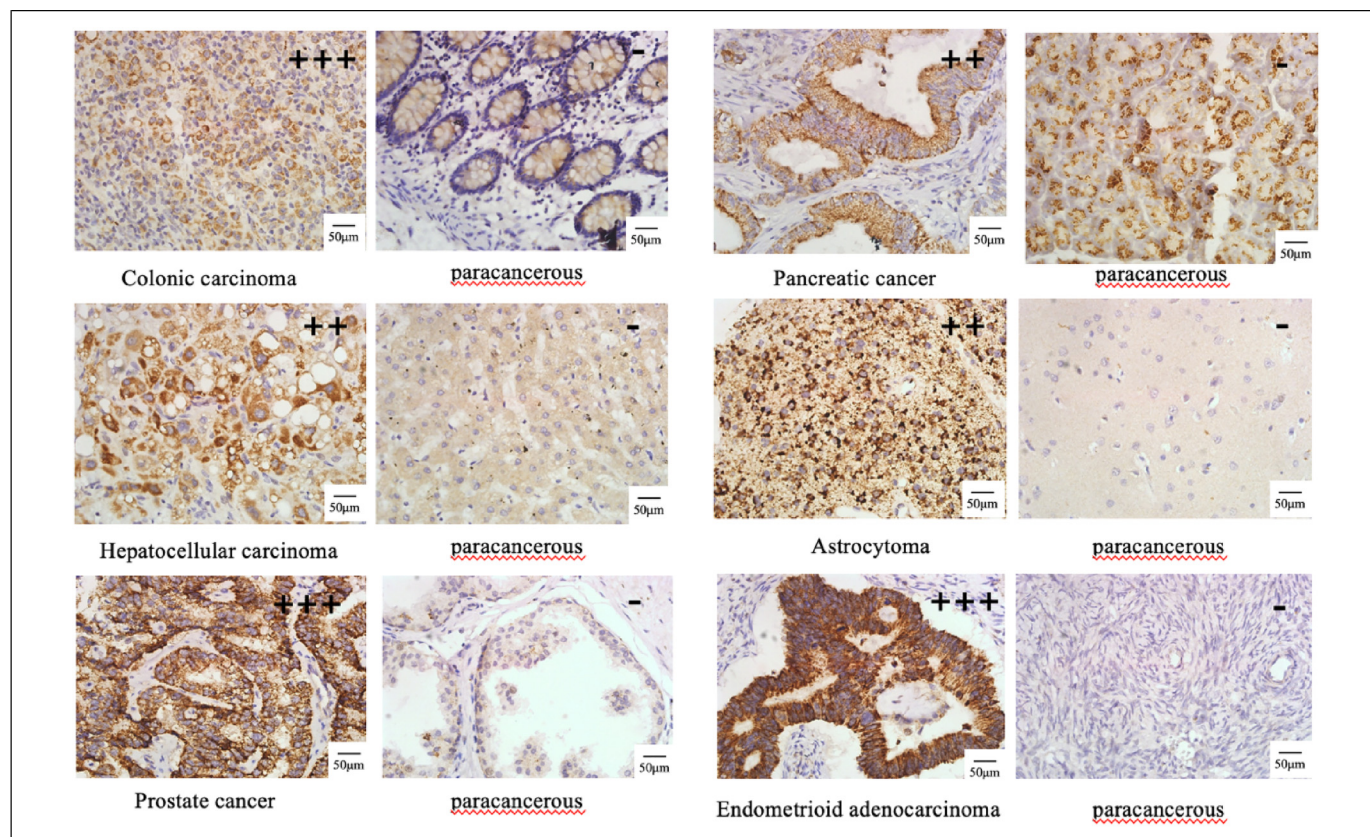 +++
-
++
-
50μm
50μm
50μm
50μm
Colonic carcinoma
paracancerous
Pancreatic cancer
paracancerous
++
-
++
-
50μm
50μm
50μm
50μm
Hepatocellular carcinoma
paracancerous
Astrocytoma
paracancerous
+++
-
+++
-
50μm
50μm
50μm
50μm
Prostate cancer
paracancerous
Endometrioid adenocarcinoma
paracancerous